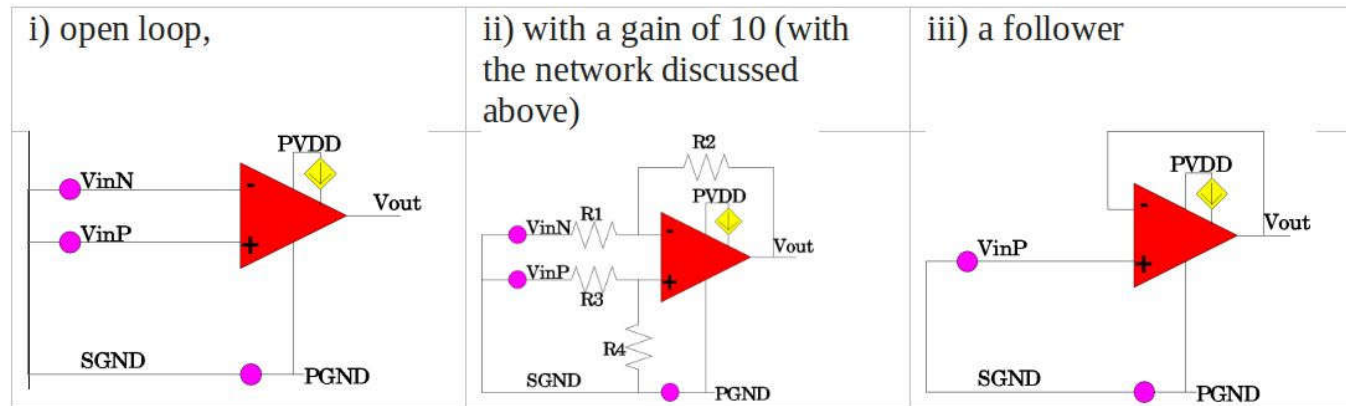 i) open loop,
PVDD
VinN
-
Vout
VinP
+
SGND
PGND
ii) with a gain of 10 (with
the network discussed
above)
R2
PVDD
VinN
R1
-
Vout
VinP
+
R3
R4
SGND
PGND
iii) a follower
PVDD
-
Vout
VinP
+
SGND
PGND